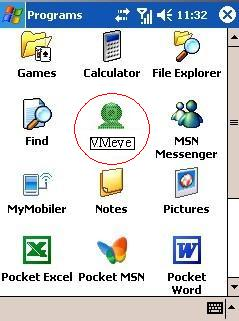 Programs 11:32
Games Calculator File Explorer
Find VMeye MSN Messenger
MyMobiler Notes Pictures
Pocket Excel Pocket MSN Pocket Word